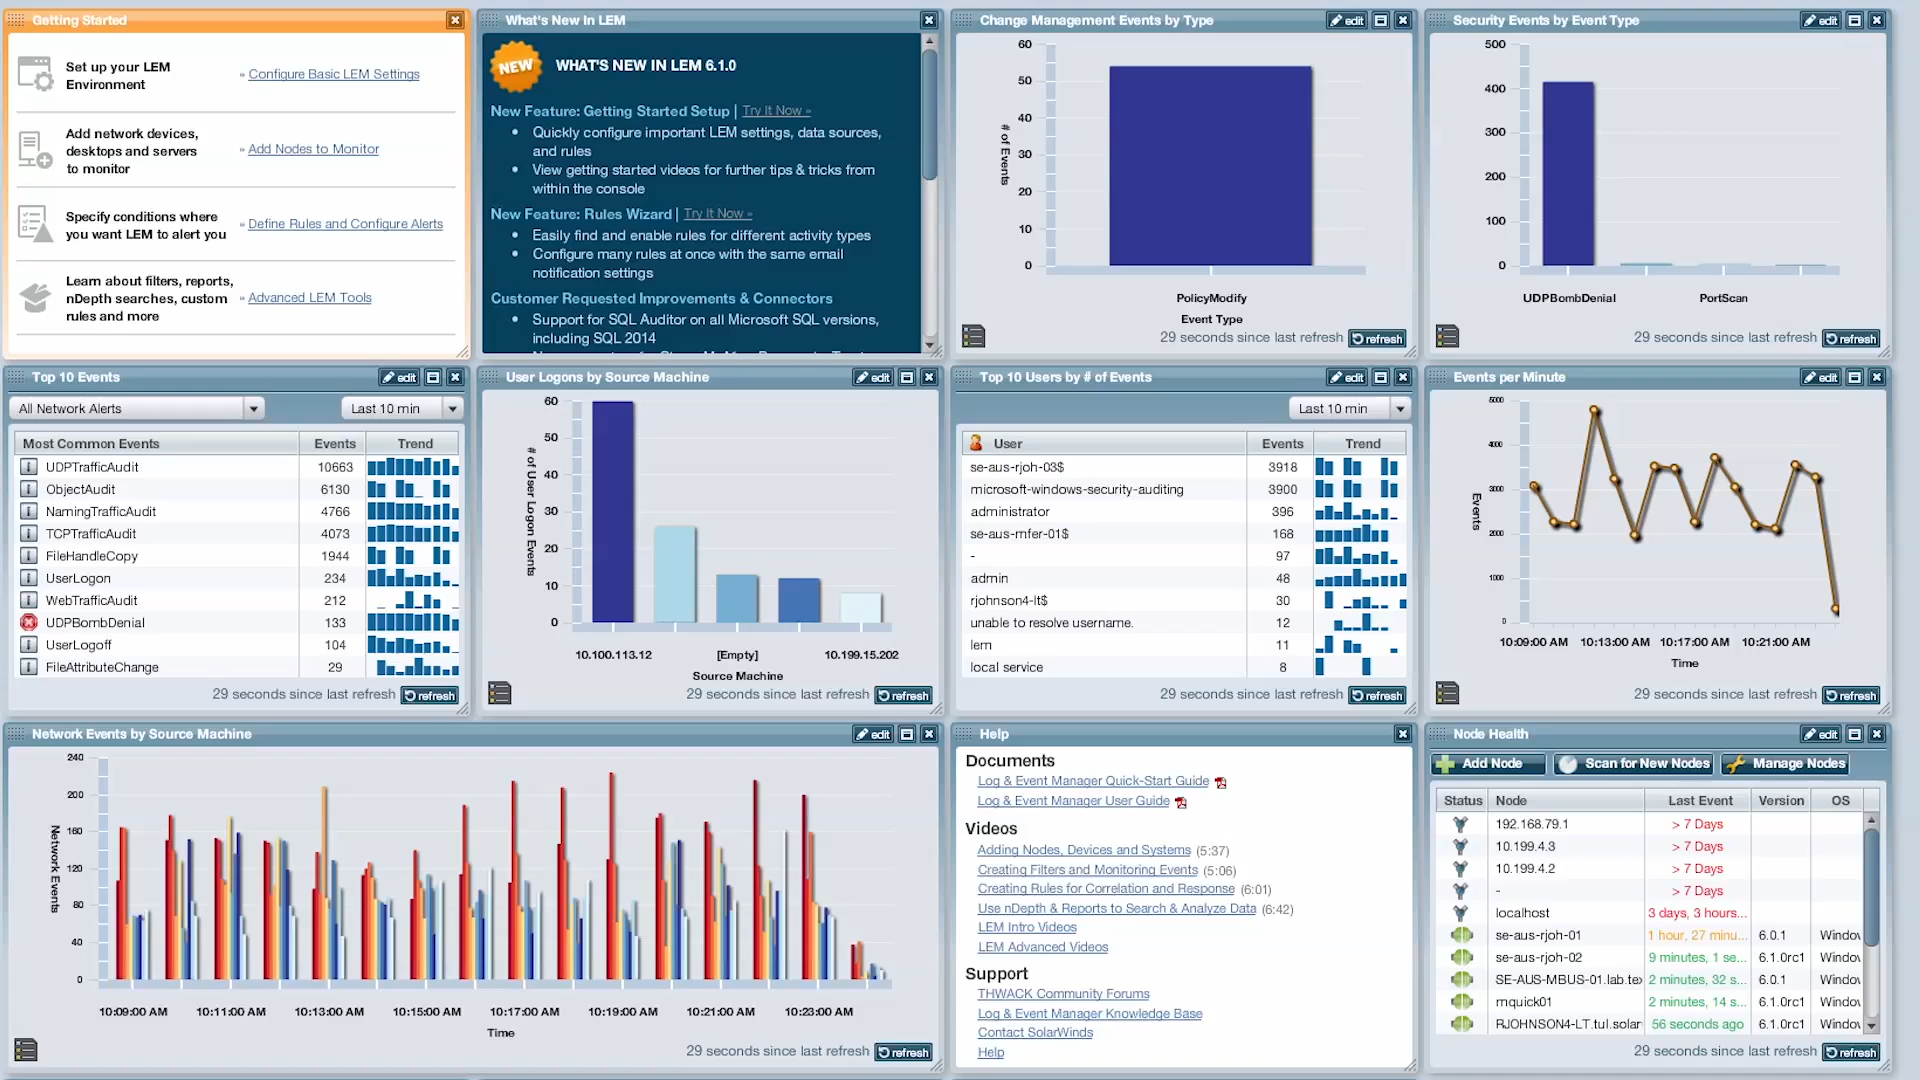 Getting Started
Set up your LEM
Environment
» Configure Basic LEM Settings
Add network devices,
desktops and servers
to monitor
» Add Nodes to Monitor
Specify conditions where
you want LEM to alert you
» Define Rules and Configure Alerts
Learn about filters, reports,
nDepth searches, custom
rules and more
» Advanced LEM Tools
What's New In LEM
NEW
WHAT'S NEW IN LEM 6.1.0
New Feature: Getting Started Setup | Try It Now »
• Quickly configure important LEM settings, data sources,
and rules
• View getting started videos for further tips & tricks from
within the console
New Feature: Rules Wizard | Try It Now »
• Easily find and enable rules for different activity types
• Configure many rules at once with the same email
notification settings
Customer Requested Improvements & Connectors
• Support for SQL Auditor on all Microsoft SQL versions,
including SQL 2014
Change Management Events by Type
edit
60
50
40
30
20
10
0
# of Events
PolicyModify
Event Type
29 seconds since last refresh
refresh
Security Events by Event Type
edit
500
400
300
200
100
0
UDPBombDenial
PortScan
29 seconds since last refresh
refresh
Top 10 Events
edit
All Network Alerts
Last 10 min
Most Common Events Events Trend
UDPTrafficAudit 10663
ObjectAudit 6130
NamingTrafficAudit 4766
TCPTrafficAudit 4073
FileHandleCopy 1944
UserLogon 234
WebTrafficAudit 212
UDPBombDenial 133
UserLogoff 104
FileAttributeChange 29
29 seconds since last refresh
refresh
User Logons by Source Machine
edit
60
50
40
30
20
10
0
# of User Logon Events
10.100.113.12
[Empty]
10.199.15.202
Source Machine
29 seconds since last refresh
refresh
Top 10 Users by # of Events
edit
Last 10 min
User Events Trend
se-aus-rjoh-03$ 3918
microsoft-windows-security-auditing 3900
administrator 396
se-aus-mfer-01$ 168
- 97
admin 48
rjohnson4-lt$ 30
unable to resolve username. 12
lem 11
local service 8
29 seconds since last refresh
refresh
Events per Minute
edit
5000
4000
3000
2000
1000
0
Events
10:09:00 AM 10:13:00 AM 10:17:00 AM 10:21:00 AM
Time
29 seconds since last refresh
refresh
Network Events by Source Machine
edit
240
200
160
120
80
40
0
Network Events
10:09:00 AM 10:11:00 AM 10:13:00 AM 10:15:00 AM 10:17:00 AM 10:19:00 AM 10:21:00 AM 10:23:00 AM
Time
29 seconds since last refresh
refresh
Help
Documents
Log & Event Manager Quick-Start Guide
Log & Event Manager User Guide
Videos
Adding Nodes, Devices and Systems (5:37)
Creating Filters and Monitoring Events (5:06)
Creating Rules for Correlation and Response (6:01)
Use nDepth & Reports to Search & Analyze Data (6:42)
LEM Intro Videos
LEM Advanced Videos
Support
THWACK Community Forums
Log & Event Manager Knowledge Base
Contact SolarWinds
Help
Node Health
edit
Add Node
Scan for New Nodes
Manage Nodes
Status Node Last Event Version OS
192.168.79.1 > 7 Days
10.199.4.3 > 7 Days
10.199.4.2 > 7 Days
- > 7 Days
localhost 3 days, 3 hours...
se-aus-rjoh-01 1 hour, 27 minu... 6.0.1 Windov
se-aus-rjoh-02 9 minutes, 1 se... 6.1.0rc1 Windov
SE-AUS-MBUS-01.lab.tex 2 minutes, 32 s... 6.0.1 Windov
mquick01 2 minutes, 14 s... 6.1.0rc1 Windov
RJOHNSON4-LT.tul.solar 56 seconds ago 6.1.0rc1 Windov
29 seconds since last refresh
refresh